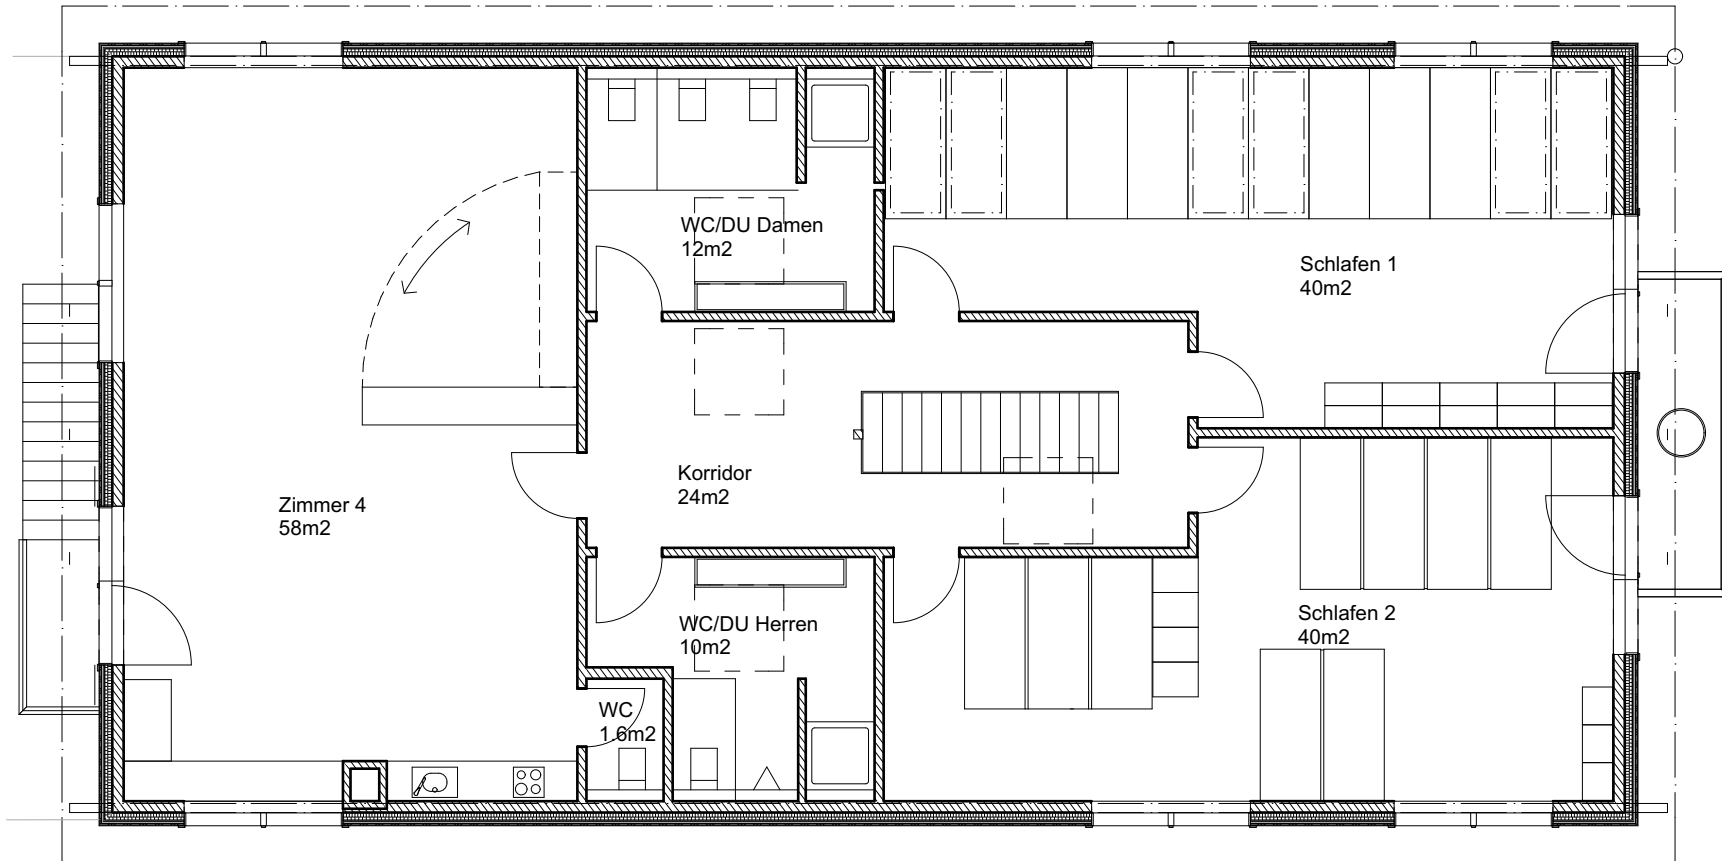 WC/DU Damen
12m2
Schlafen 1
40m2
Korridor
24m2
Zimmer 4
58m2
WC/DU Herren
10m2
Schlafen 2
40m2
WC
1.6m2